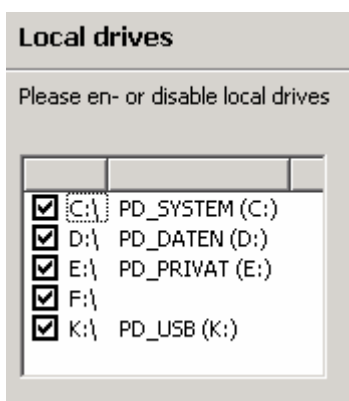 Local drives
Please en- or disable local drives
C:\ PD_SYSTEM (C:)
D:\ PD_DATEN (D:)
E:\ PD_PRIVAT (E:)
F:\
K:\ PD_USB (K:)